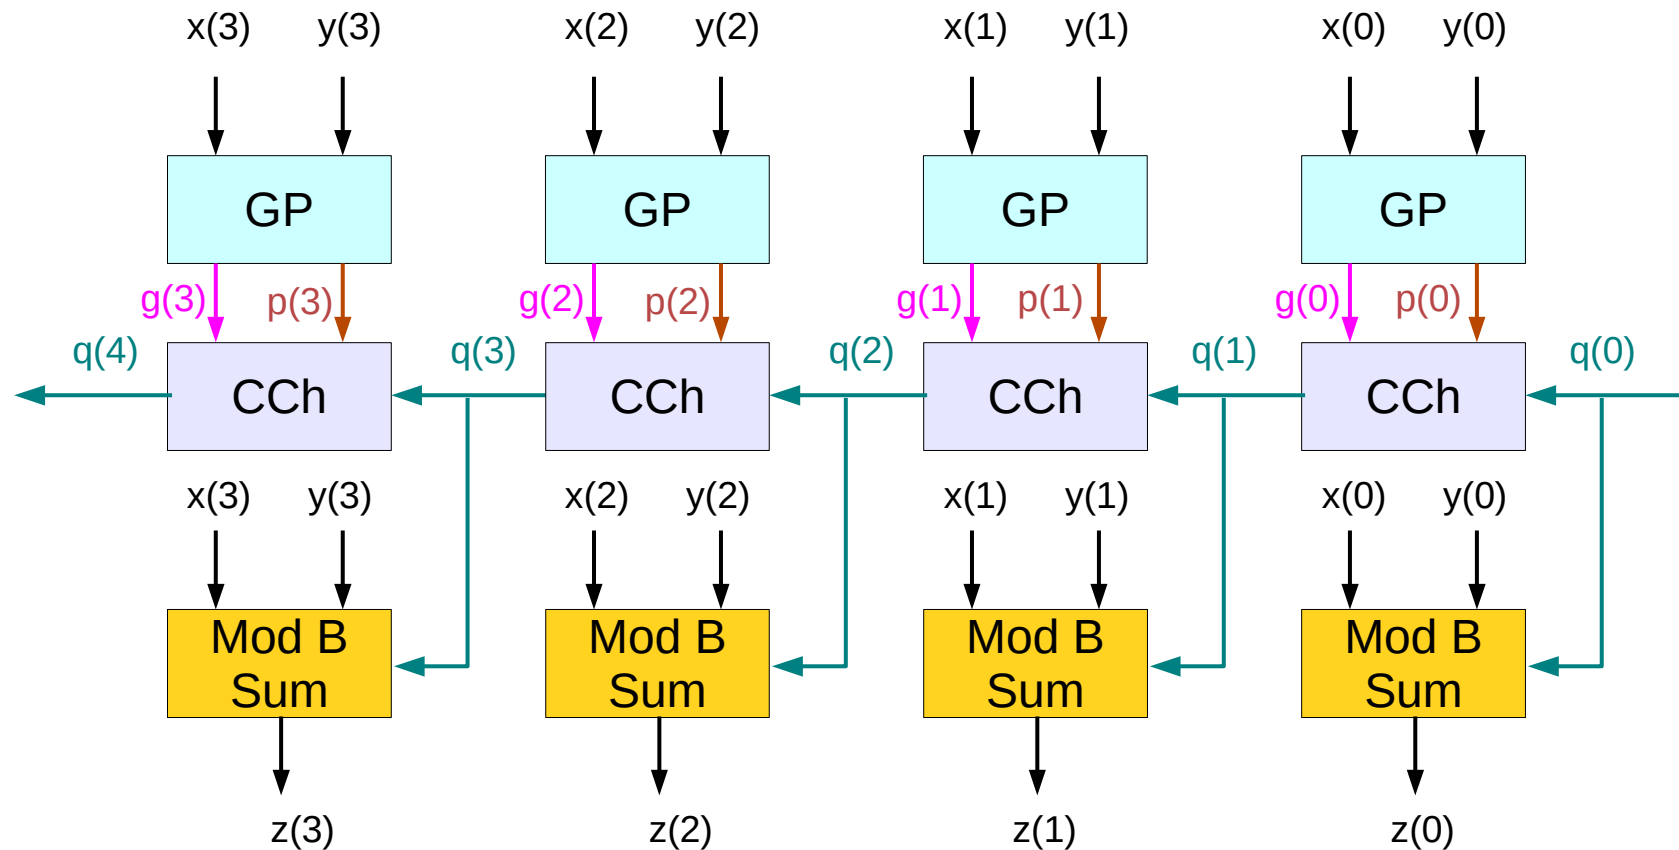 x(3) y(3) x(2) y(2) x(1) y(1) x(0) y(0)
GP GP GP GP
g(3) p(3) g(2) p(2) g(1) p(1) g(0) p(0)
q(4) q(3) q(2) q(1) q(0)
CCh CCh CCh CCh
x(3) y(3) x(2) y(2) x(1) y(1) x(0) y(0)
Mod B Mod B Mod B Mod B
Sum Sum Sum Sum
z(3) z(2) z(1) z(0)